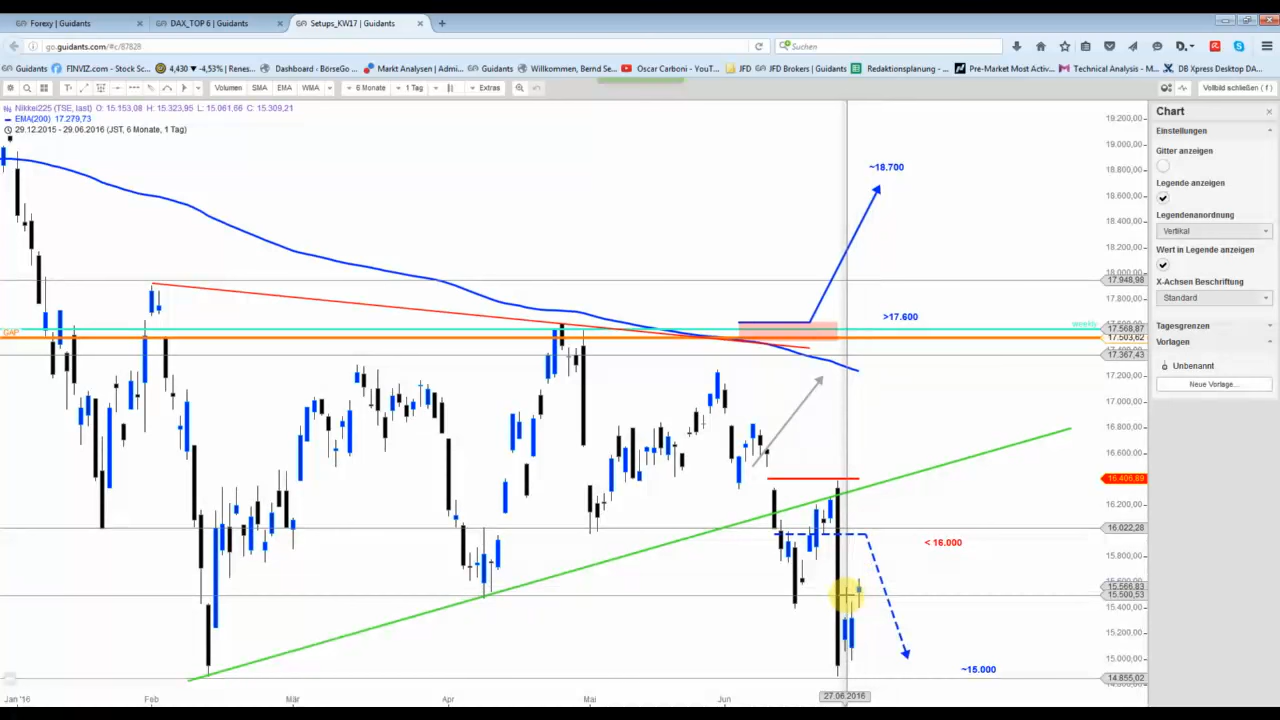 Forexy | Guidants
DAX_TOP 6 | Guidants
Setups_KW17 | Guidants
go.guidants.com/#c/87828
Suchen
Guidants
FINVIZ.com - Stock Sc...
4,430 ▼ -4,53% | Renes...
Dashboard - BörseGo ...
Markt Analysen | Admi...
Guidants
Willkommen, Bernd Se...
Oscar Carboni - YouT...
JFD
JFD Brokers | Guidants
Redaktionsplanung - ...
Pre-Market Most Activ...
Technical Analysis - M...
DB Xpress Desktop DA...
Volumen
SMA
EMA
WMA
6 Monate
1 Tag
Extras
Vollbild schließen ( f )
Nikkei225 (TSE, last) O: 15.153,08 H: 15.323,95 L: 15.061,66 C: 15.309,21
EMA(200) 17.279,73
29.12.2015 - 29.06.2016 (JST, 6 Monate, 1 Tag)
19.200,00
19.000,00
18.800,00
18.600,00
18.400,00
18.200,00
18.000,00
17.948,98
17.800,00
17.568,87
17.503,62
17.367,43
17.200,00
17.000,00
16.800,00
16.600,00
16.405,89
16.200,00
16.022,28
15.800,00
15.566,83
15.500,53
15.400,00
15.200,00
15.000,00
14.855,02
~18.700
>17.600
weekly
GAP
< 16.000
~15.000
Jan '16
Feb
Mär
Apr
Mai
Jun
27.06.2016
Chart
Einstellungen
Gitter anzeigen
Legende anzeigen
Legendenanordnung
Vertikal
Wert in Legende anzeigen
X-Achsen Beschriftung
Standard
Tagesgrenzen
Vorlagen
Unbenannt
Neue Vorlage...